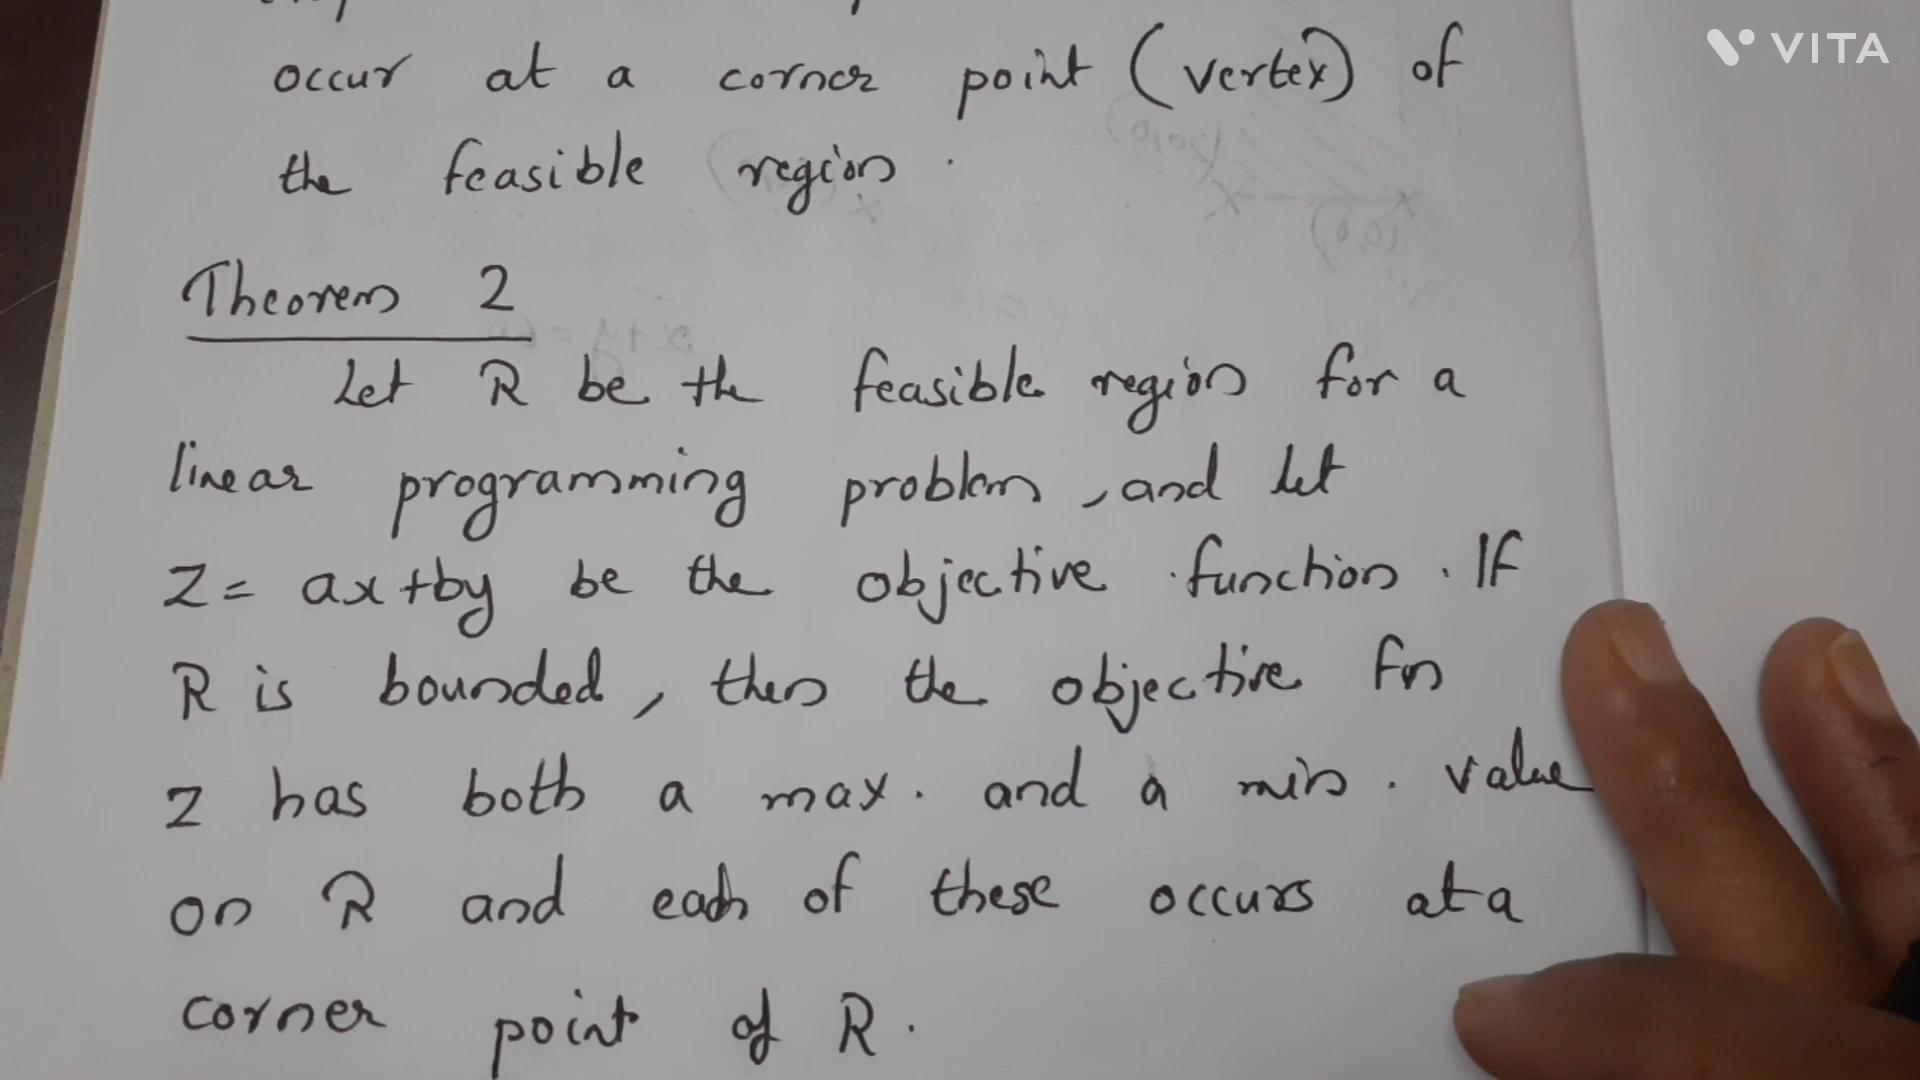 VITA
occur at a corner point (vertex) of
the feasible region.
Theorem 2
Let R be the feasible region for a
linear programming problem, and let
Z = ax+by be the objective function. If
R is bounded, then the objective fn
Z has both a max. and a min. value
on R and each of these occurs at a
corner point of R.